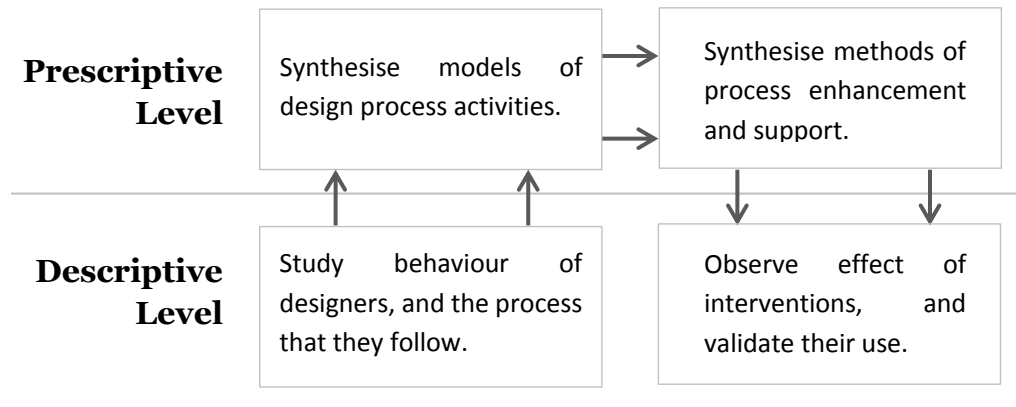 Prescriptive
Level
Synthesise models of
design process activities.
Synthesise methods of
process enhancement
and support.
Descriptive
Level
Study behaviour of
designers, and the process
that they follow.
Observe effect of
interventions, and
validate their use.